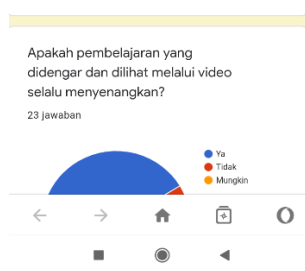 Apakah pembelajaran yang
didengar dan dilihat melalui video
selalu menyenangkan?
23 jawaban
Ya
Tidak
Mungkin